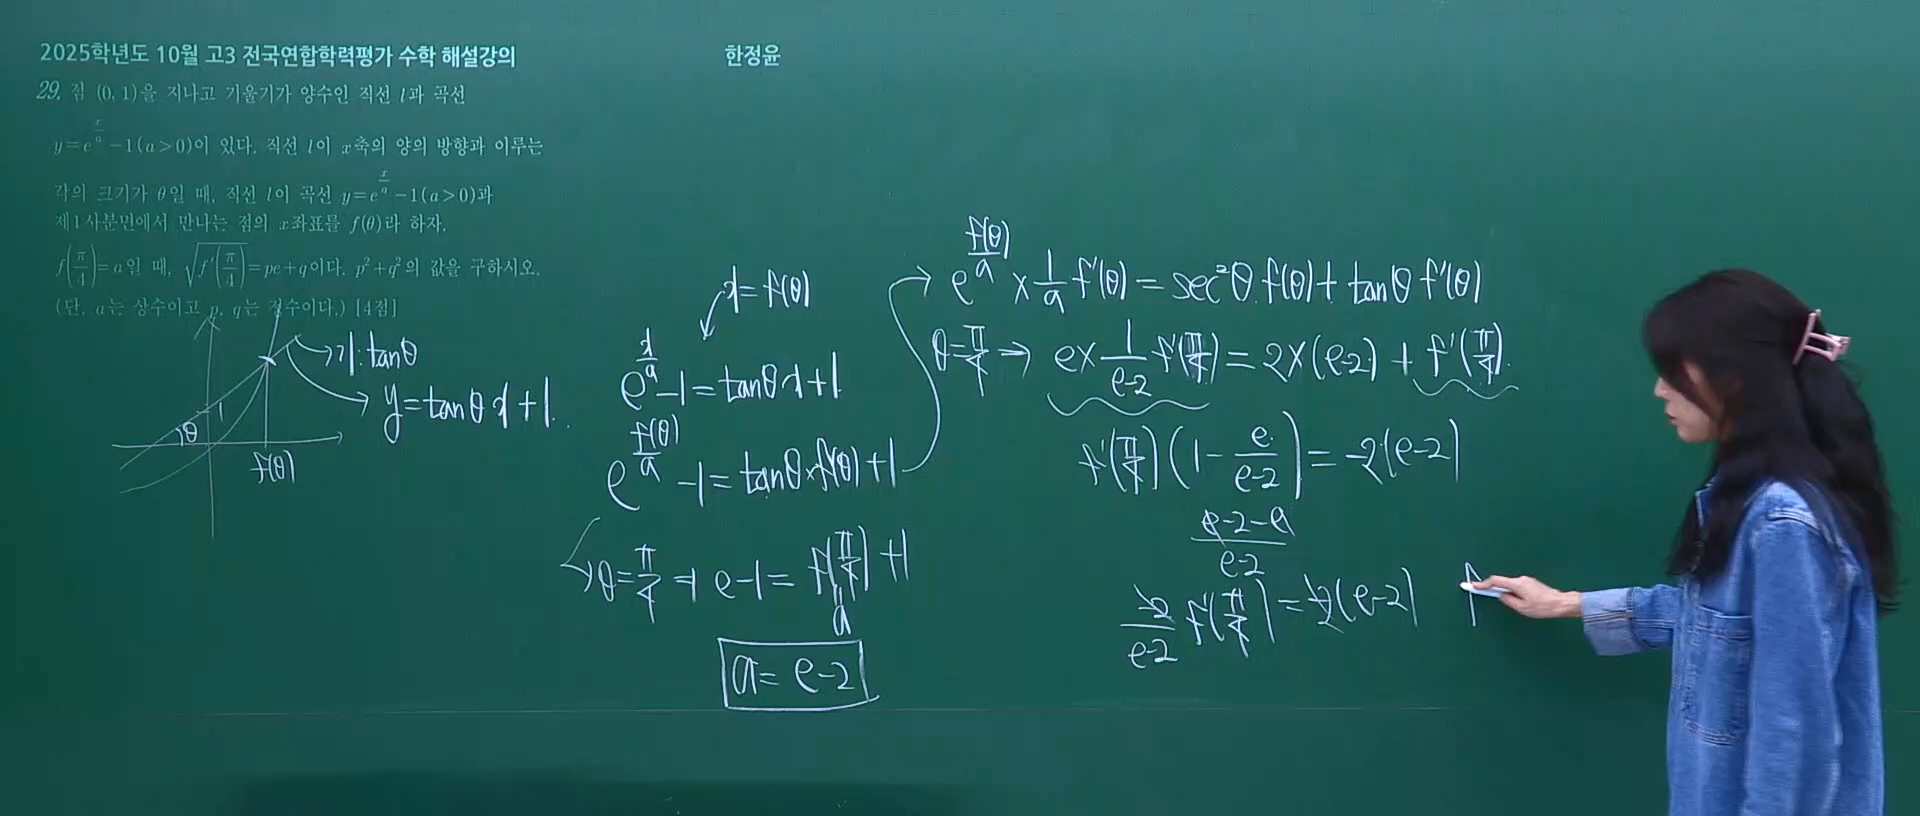 2025학년도 10월 고3 전국연합학력평가 수학 해설강의
한정윤
29. 점 (0, 1)을 지나고 기울기가 양수인 직선 l과 곡선
y=e^{x/a}-1(a>0)이 있다. 직선 l이 x축의 양의 방향과 이루는
각의 크기가 θ일 때, 직선 l이 곡선 y=e^{x/a}-1(a>0)과
제1사분면에서 만나는 점의 x좌표를 f(θ)라 하자.
f(π/4)=a일 때, √f'(π/4)=pe+q이다. p²+q²의 값을 구하시오.
(단, a는 상수이고 p, q는 정수이다.) [4점]
기: tanθ
y=tanθ x+1.
θ
1
f(θ)
x=f(θ)
e^{x/a}-1=tanθ x+1.
e^{f(θ)/a}-1=tanθ×f(θ)+1
θ=π/4 → e-1=f(π/4)+1
a
a=e-2
e^{f(θ)/a}×1/a f'(θ)=sec²θ f(θ)+tanθ f'(θ)
θ=π/4 → e×1/(e-2) f'(π/4)=2×(e-2)+f'(π/4).
f'(π/4)(1-e/(e-2))=-2(e-2)
(e-2-e)/(e-2)
-2/(e-2) f'(π/4)=-2(e-2)